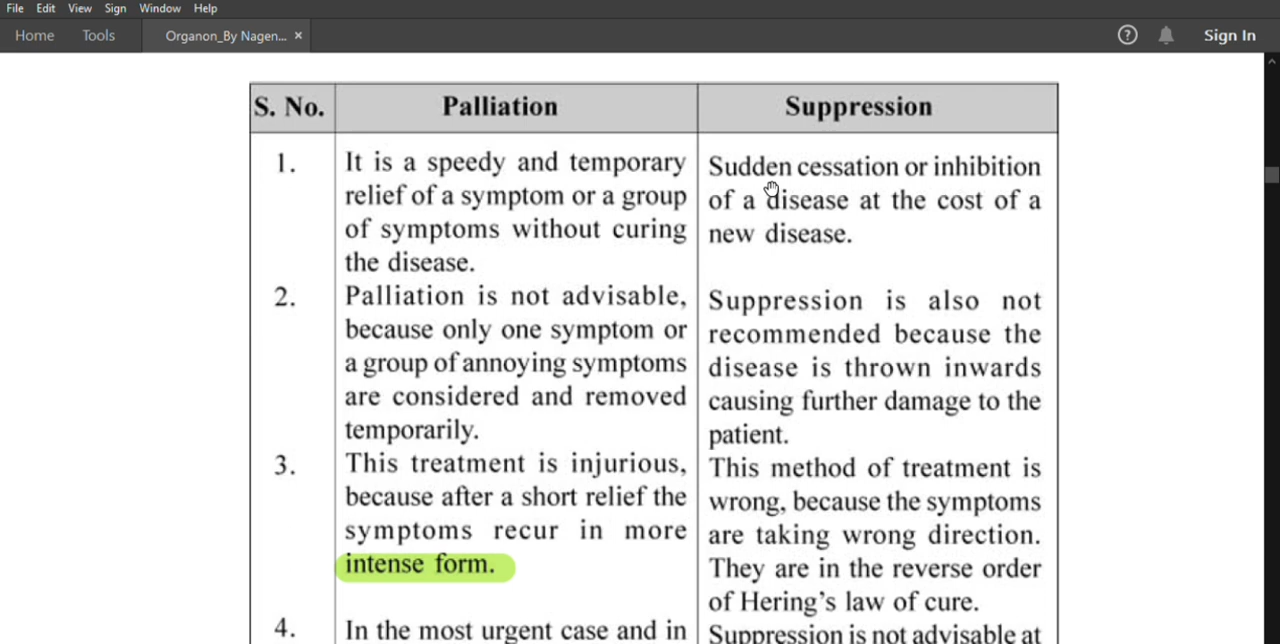 File Edit View Sign Window Help
Home Tools Organon_By Nagen... × ? Sign In
S. No. Palliation Suppression
1. It is a speedy and temporary
relief of a symptom or a group
of symptoms without curing
the disease.
Sudden cessation or inhibition
of a disease at the cost of a
new disease.
2. Palliation is not advisable,
because only one symptom or
a group of annoying symptoms
are considered and removed
temporarily.
Suppression is also not
recommended because the
disease is thrown inwards
causing further damage to the
patient.
3. This treatment is injurious,
because after a short relief the
symptoms recur in more
intense form.
This method of treatment is
wrong, because the symptoms
are taking wrong direction.
They are in the reverse order
of Hering's law of cure.
4. In the most urgent case and in
Suppression is not advisable at